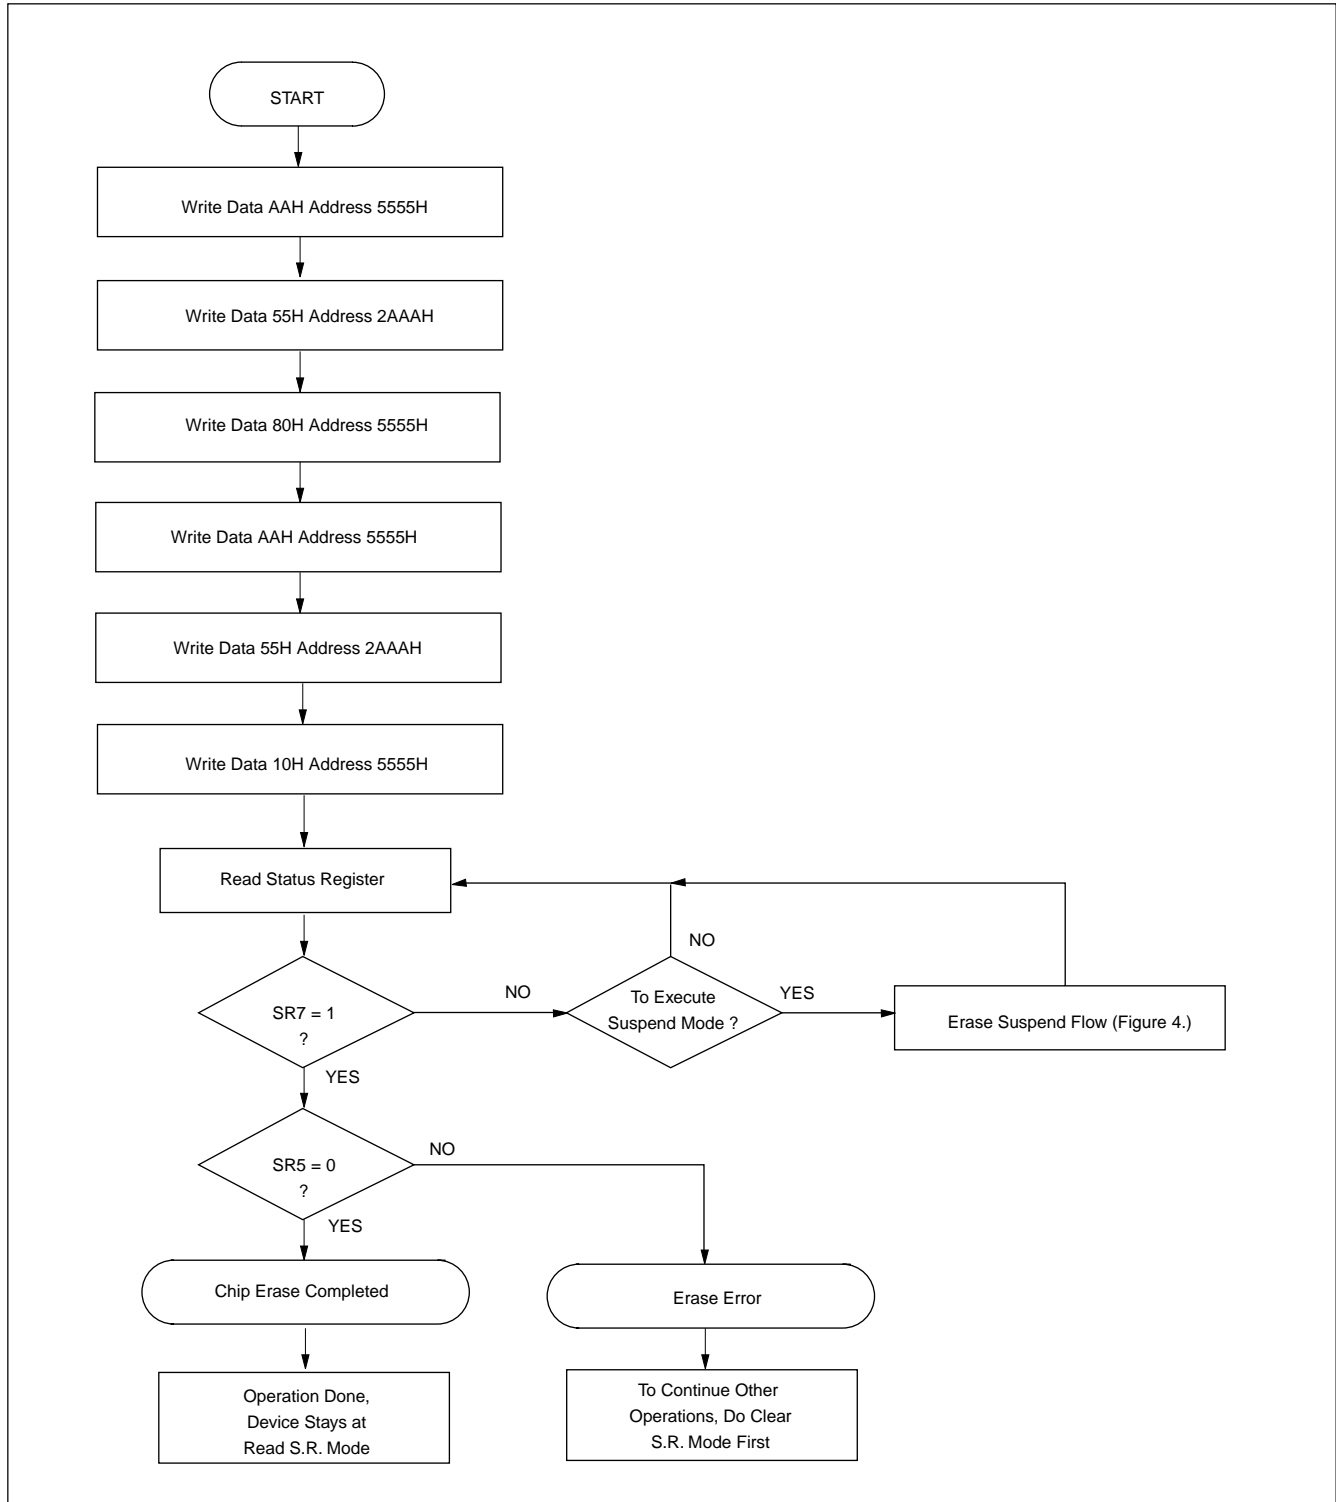 START
Write Data AAH Address 5555H
Write Data 55H Address 2AAAH
Write Data 80H Address 5555H
Write Data AAH Address 5555H
Write Data 55H Address 2AAAH
Write Data 10H Address 5555H
Read Status Register
NO
SR7 = 1
?
NO
To Execute
Suspend Mode ?
YES
Erase Suspend Flow (Figure 4.)
YES
SR5 = 0
?
NO
YES
Chip Erase Completed
Erase Error
Operation Done,
Device Stays at
Read S.R. Mode
To Continue Other
Operations, Do Clear
S.R. Mode First